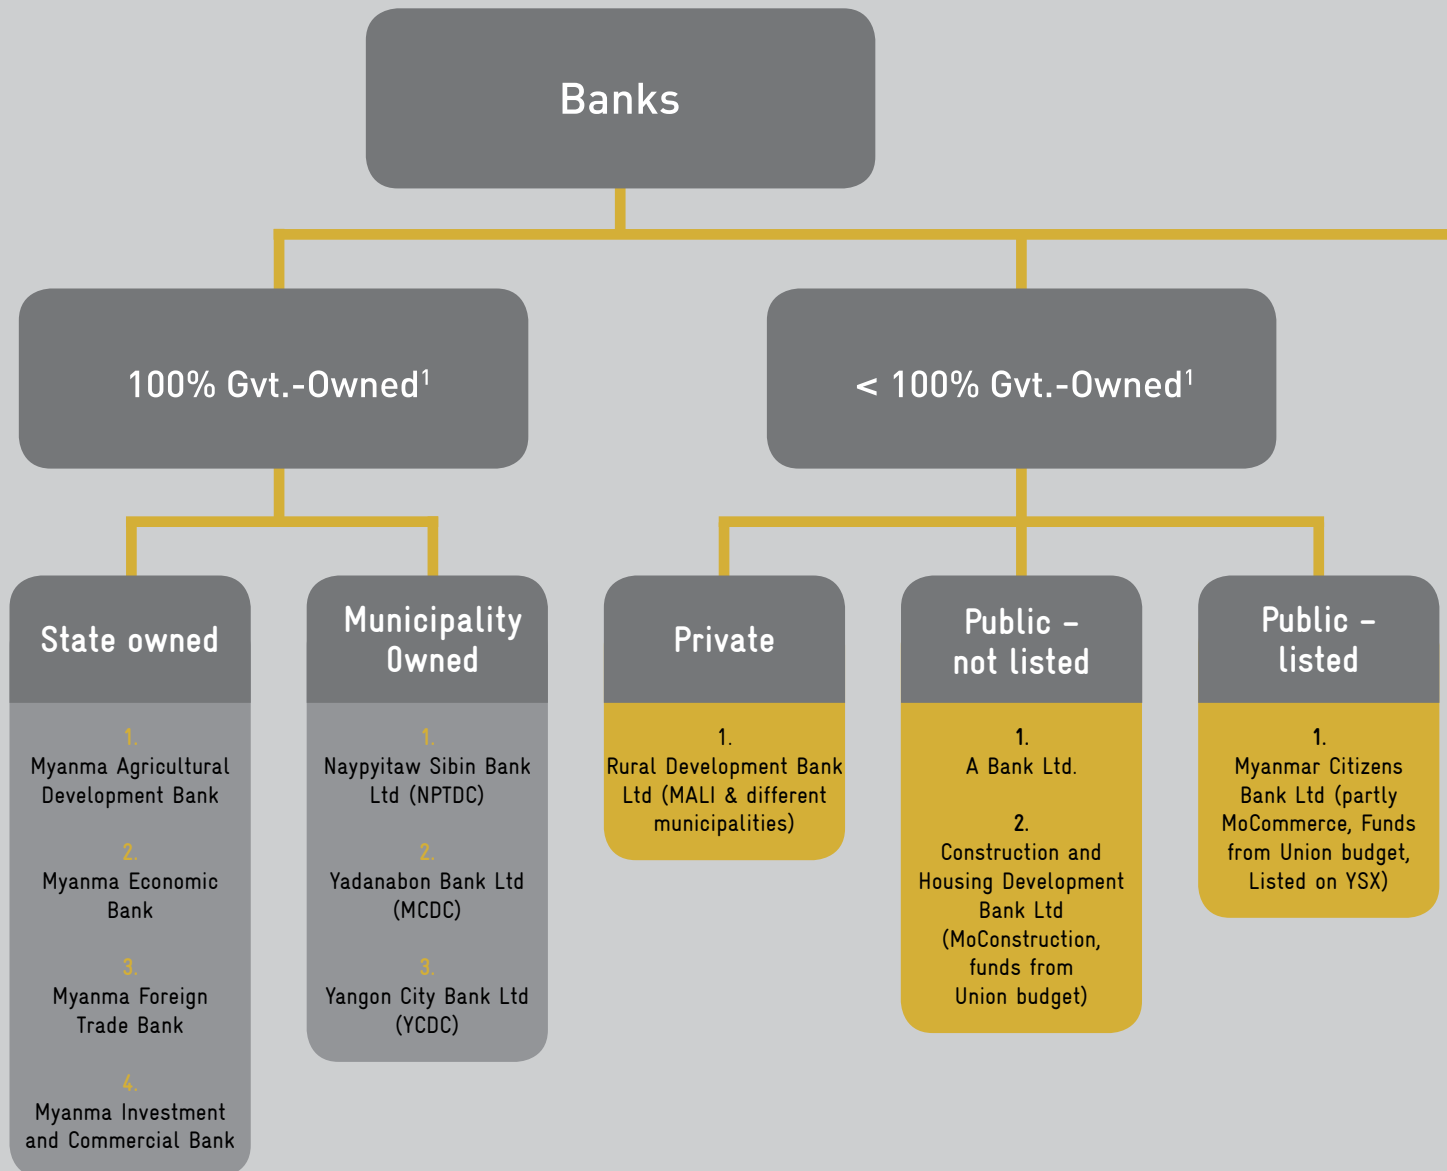 Banks
100% Gvt.-Owned¹
< 100% Gvt.-Owned¹
State owned
1.
Myanma Agricultural
Development Bank
2.
Myanma Economic
Bank
3.
Myanma Foreign
Trade Bank
4.
Myanma Investment
and Commercial Bank
Municipality
Owned
1.
Naypyitaw Sibin Bank
Ltd (NPTDC)
2.
Yadanabon Bank Ltd
(MCDC)
3.
Yangon City Bank Ltd
(YCDC)
Private
1.
Rural Development Bank
Ltd (MALI & different
municipalities)
Public –
not listed
1.
A Bank Ltd.
2.
Construction and
Housing Development
Bank Ltd
(MoConstruction,
funds from
Union budget)
Public –
listed
1.
Myanmar Citizens
Bank Ltd (partly
MoCommerce, Funds
from Union budget,
Listed on YSX)